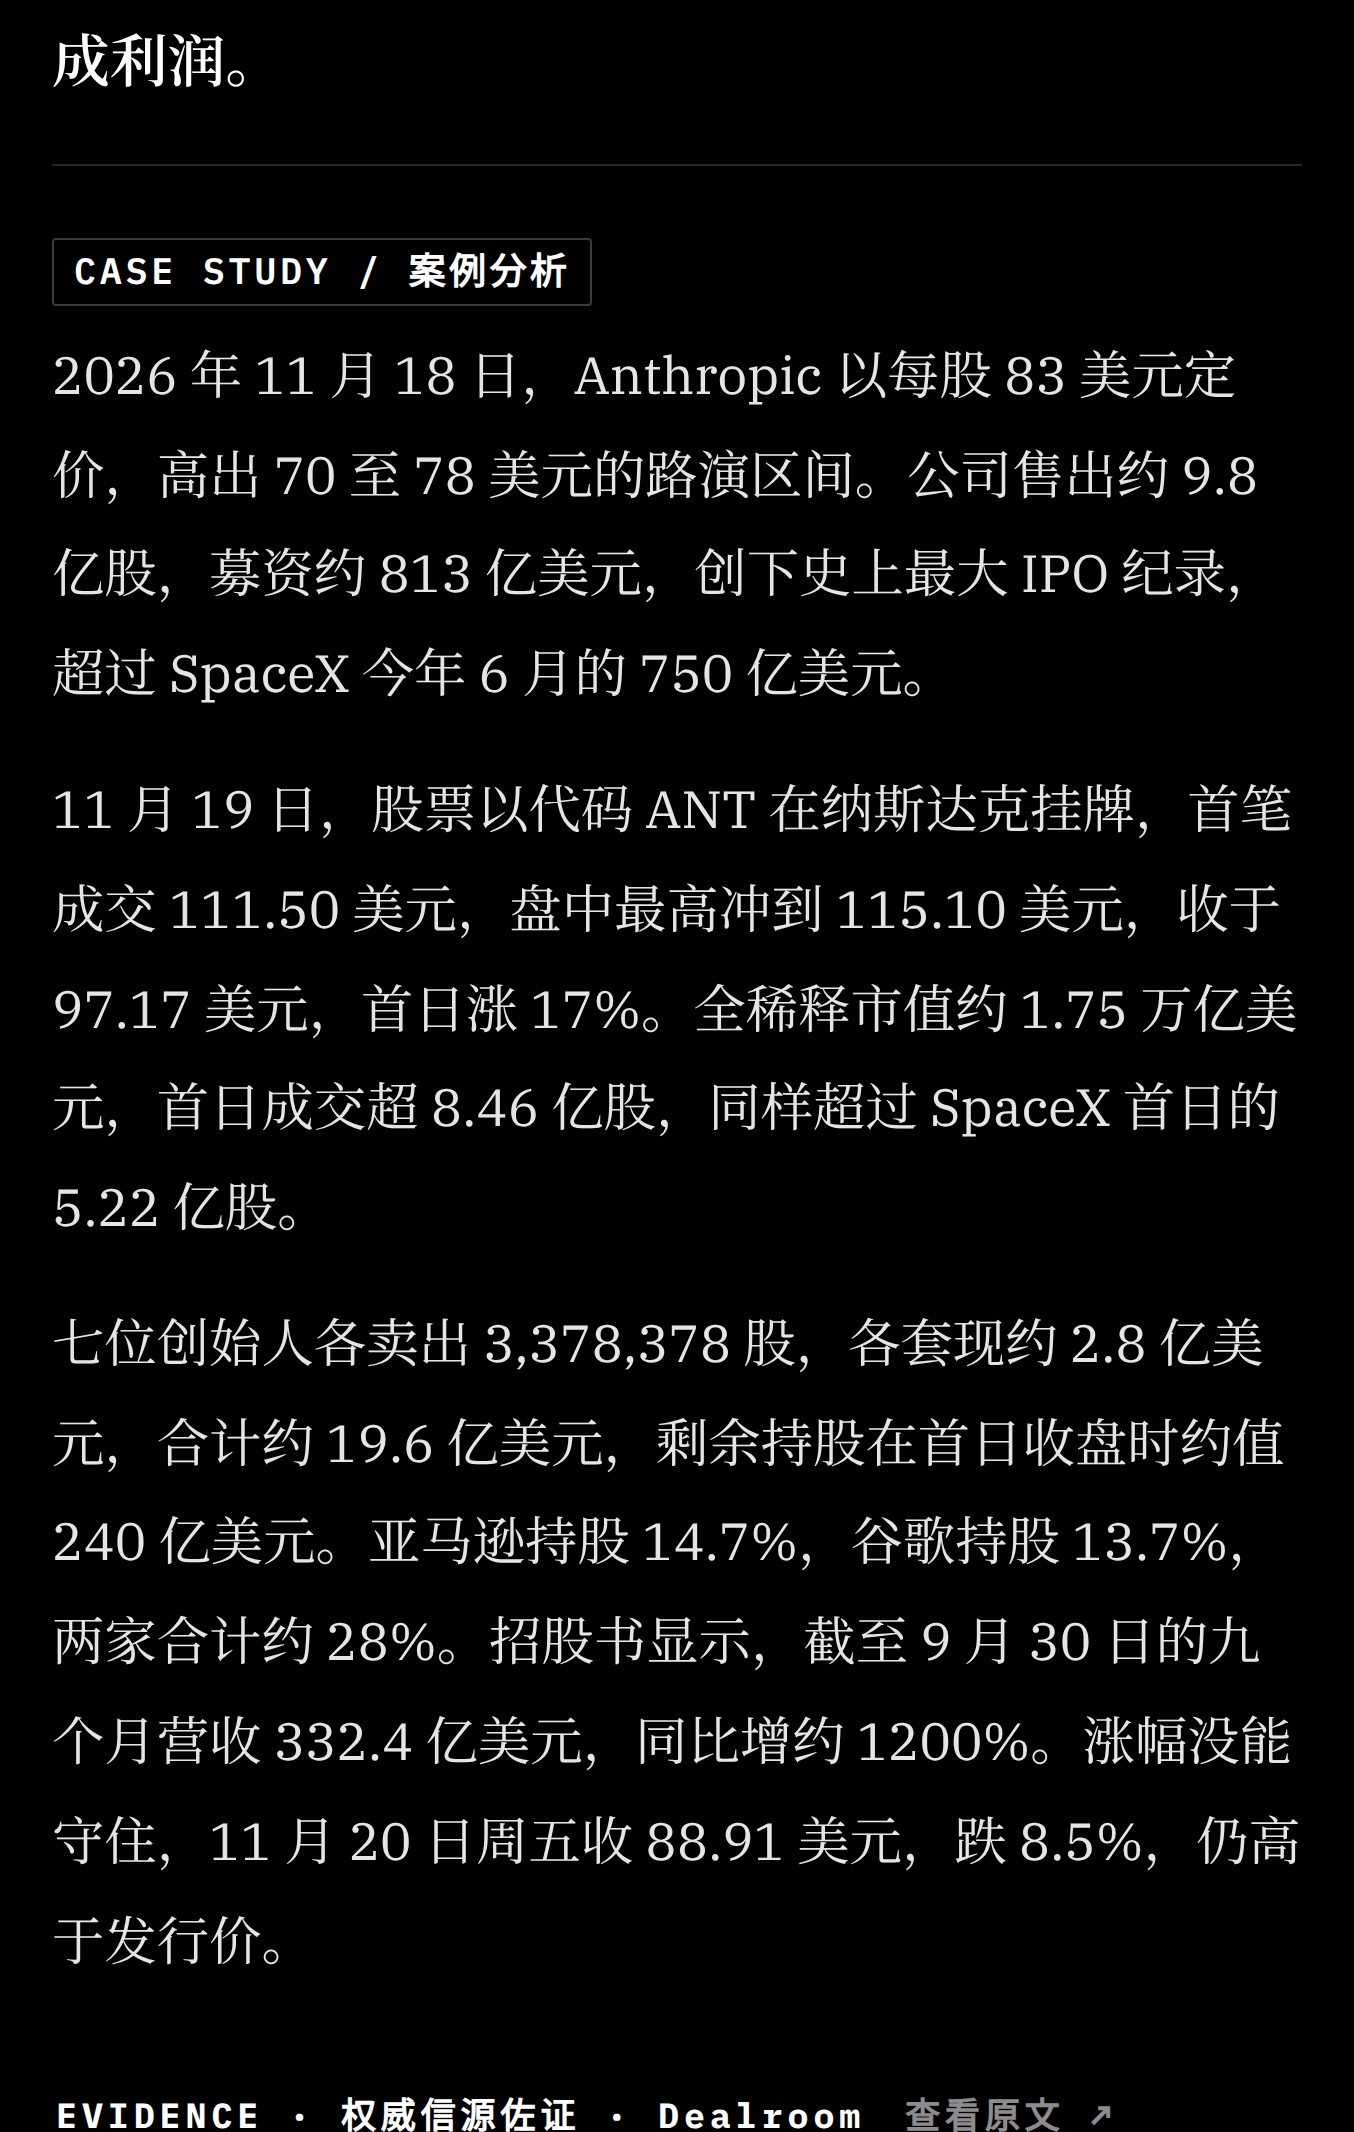 成利润。
CASE STUDY / 案例分析
2026 年 11 月 18 日，Anthropic 以每股 83 美元定
价，高出 70 至 78 美元的路演区间。公司售出约 9.8
亿股，募资约 813 亿美元，创下史上最大 IPO 纪录，
超过 SpaceX 今年 6 月的 750 亿美元。
11 月 19 日，股票以代码 ANT 在纳斯达克挂牌，首笔
成交 111.50 美元，盘中最高冲到 115.10 美元，收于
97.17 美元，首日涨 17%。全稀释市值约 1.75 万亿美
元，首日成交超 8.46 亿股，同样超过 SpaceX 首日的
5.22 亿股。
七位创始人各卖出 3,378,378 股，各套现约 2.8 亿美
元，合计约 19.6 亿美元，剩余持股在首日收盘时约值
240 亿美元。亚马逊持股 14.7%，谷歌持股 13.7%，
两家合计约 28%。招股书显示，截至 9 月 30 日的九
个月营收 332.4 亿美元，同比增约 1200%。涨幅没能
守住，11 月 20 日周五收 88.91 美元，跌 8.5%，仍高
于发行价。
EVIDENCE · 权威信源佐证 · Dealroom 查看原文 ↗